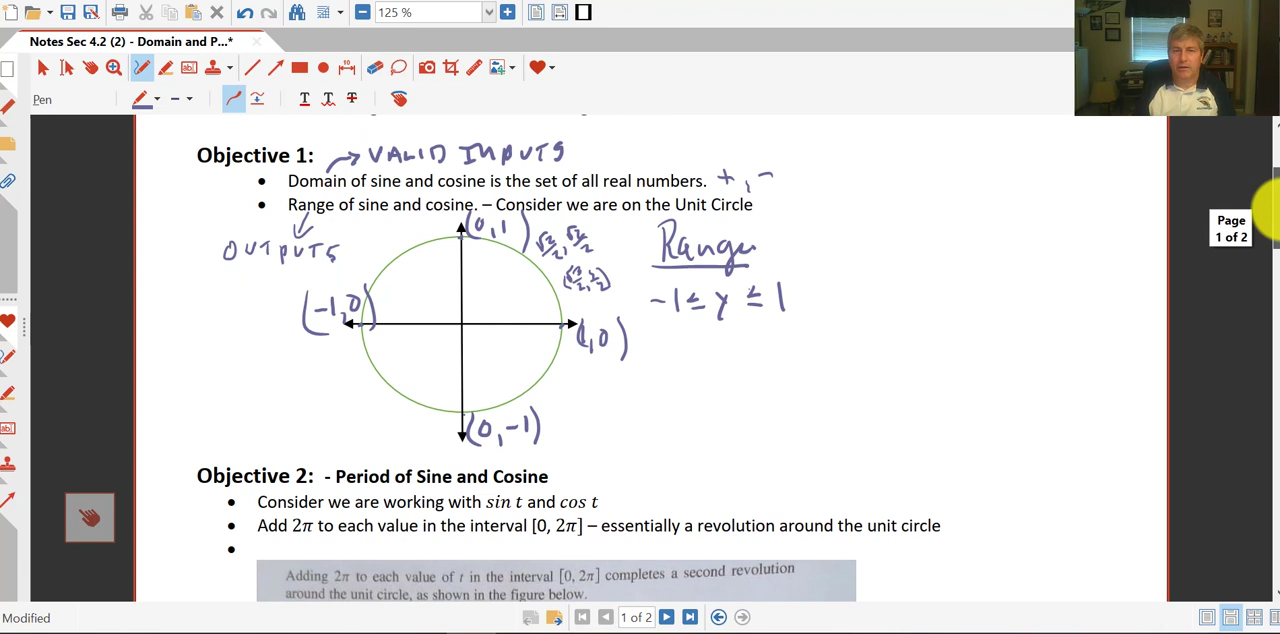 125 %
Notes Sec 4.2 (2) - Domain and P...*
Pen
Objective 1:
VALID INPUTS
• Domain of sine and cosine is the set of all real numbers. +, -
• Range of sine and cosine. – Consider we are on the Unit Circle
OUTPUTS
(0, 1)
√2/2, √2/2
Range
(-1, 0)
-1 ≤ y ≤ 1
(1, 0)
(0, -1)
Page
1 of 2
Objective 2: - Period of Sine and Cosine
• Consider we are working with sin t and cos t
• Add 2π to each value in the interval [0, 2π] – essentially a revolution around the unit circle
•
Adding 2π to each value of t in the interval [0, 2π] completes a second revolution
around the unit circle, as shown in the figure below.
Modified
1 of 2